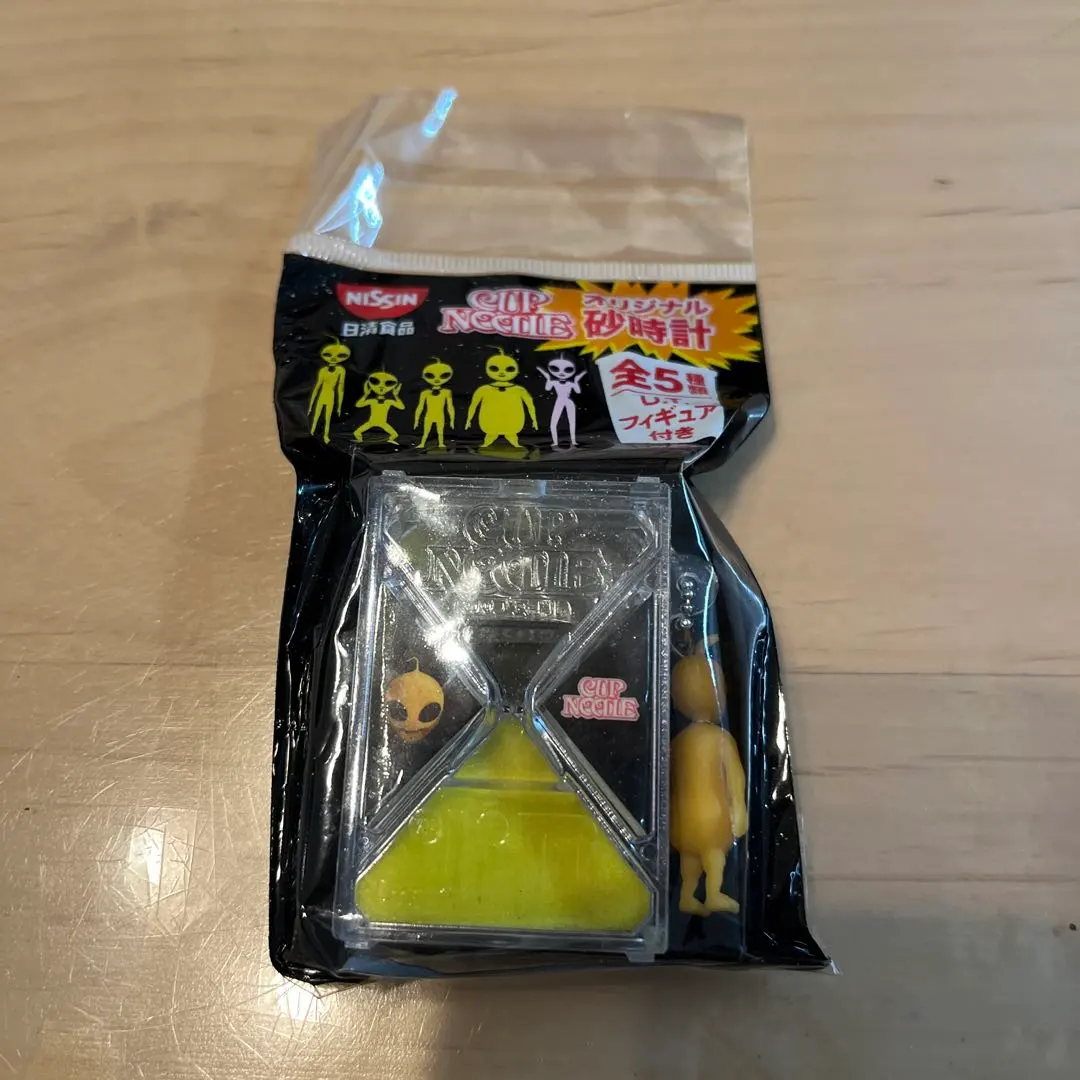 NISSIN
日清食品
CUP NOODLE
オリジナル
砂時計
全5種類
U.F.
フィギュア
付き
CUP
NOODLE
CUP
NOODLE